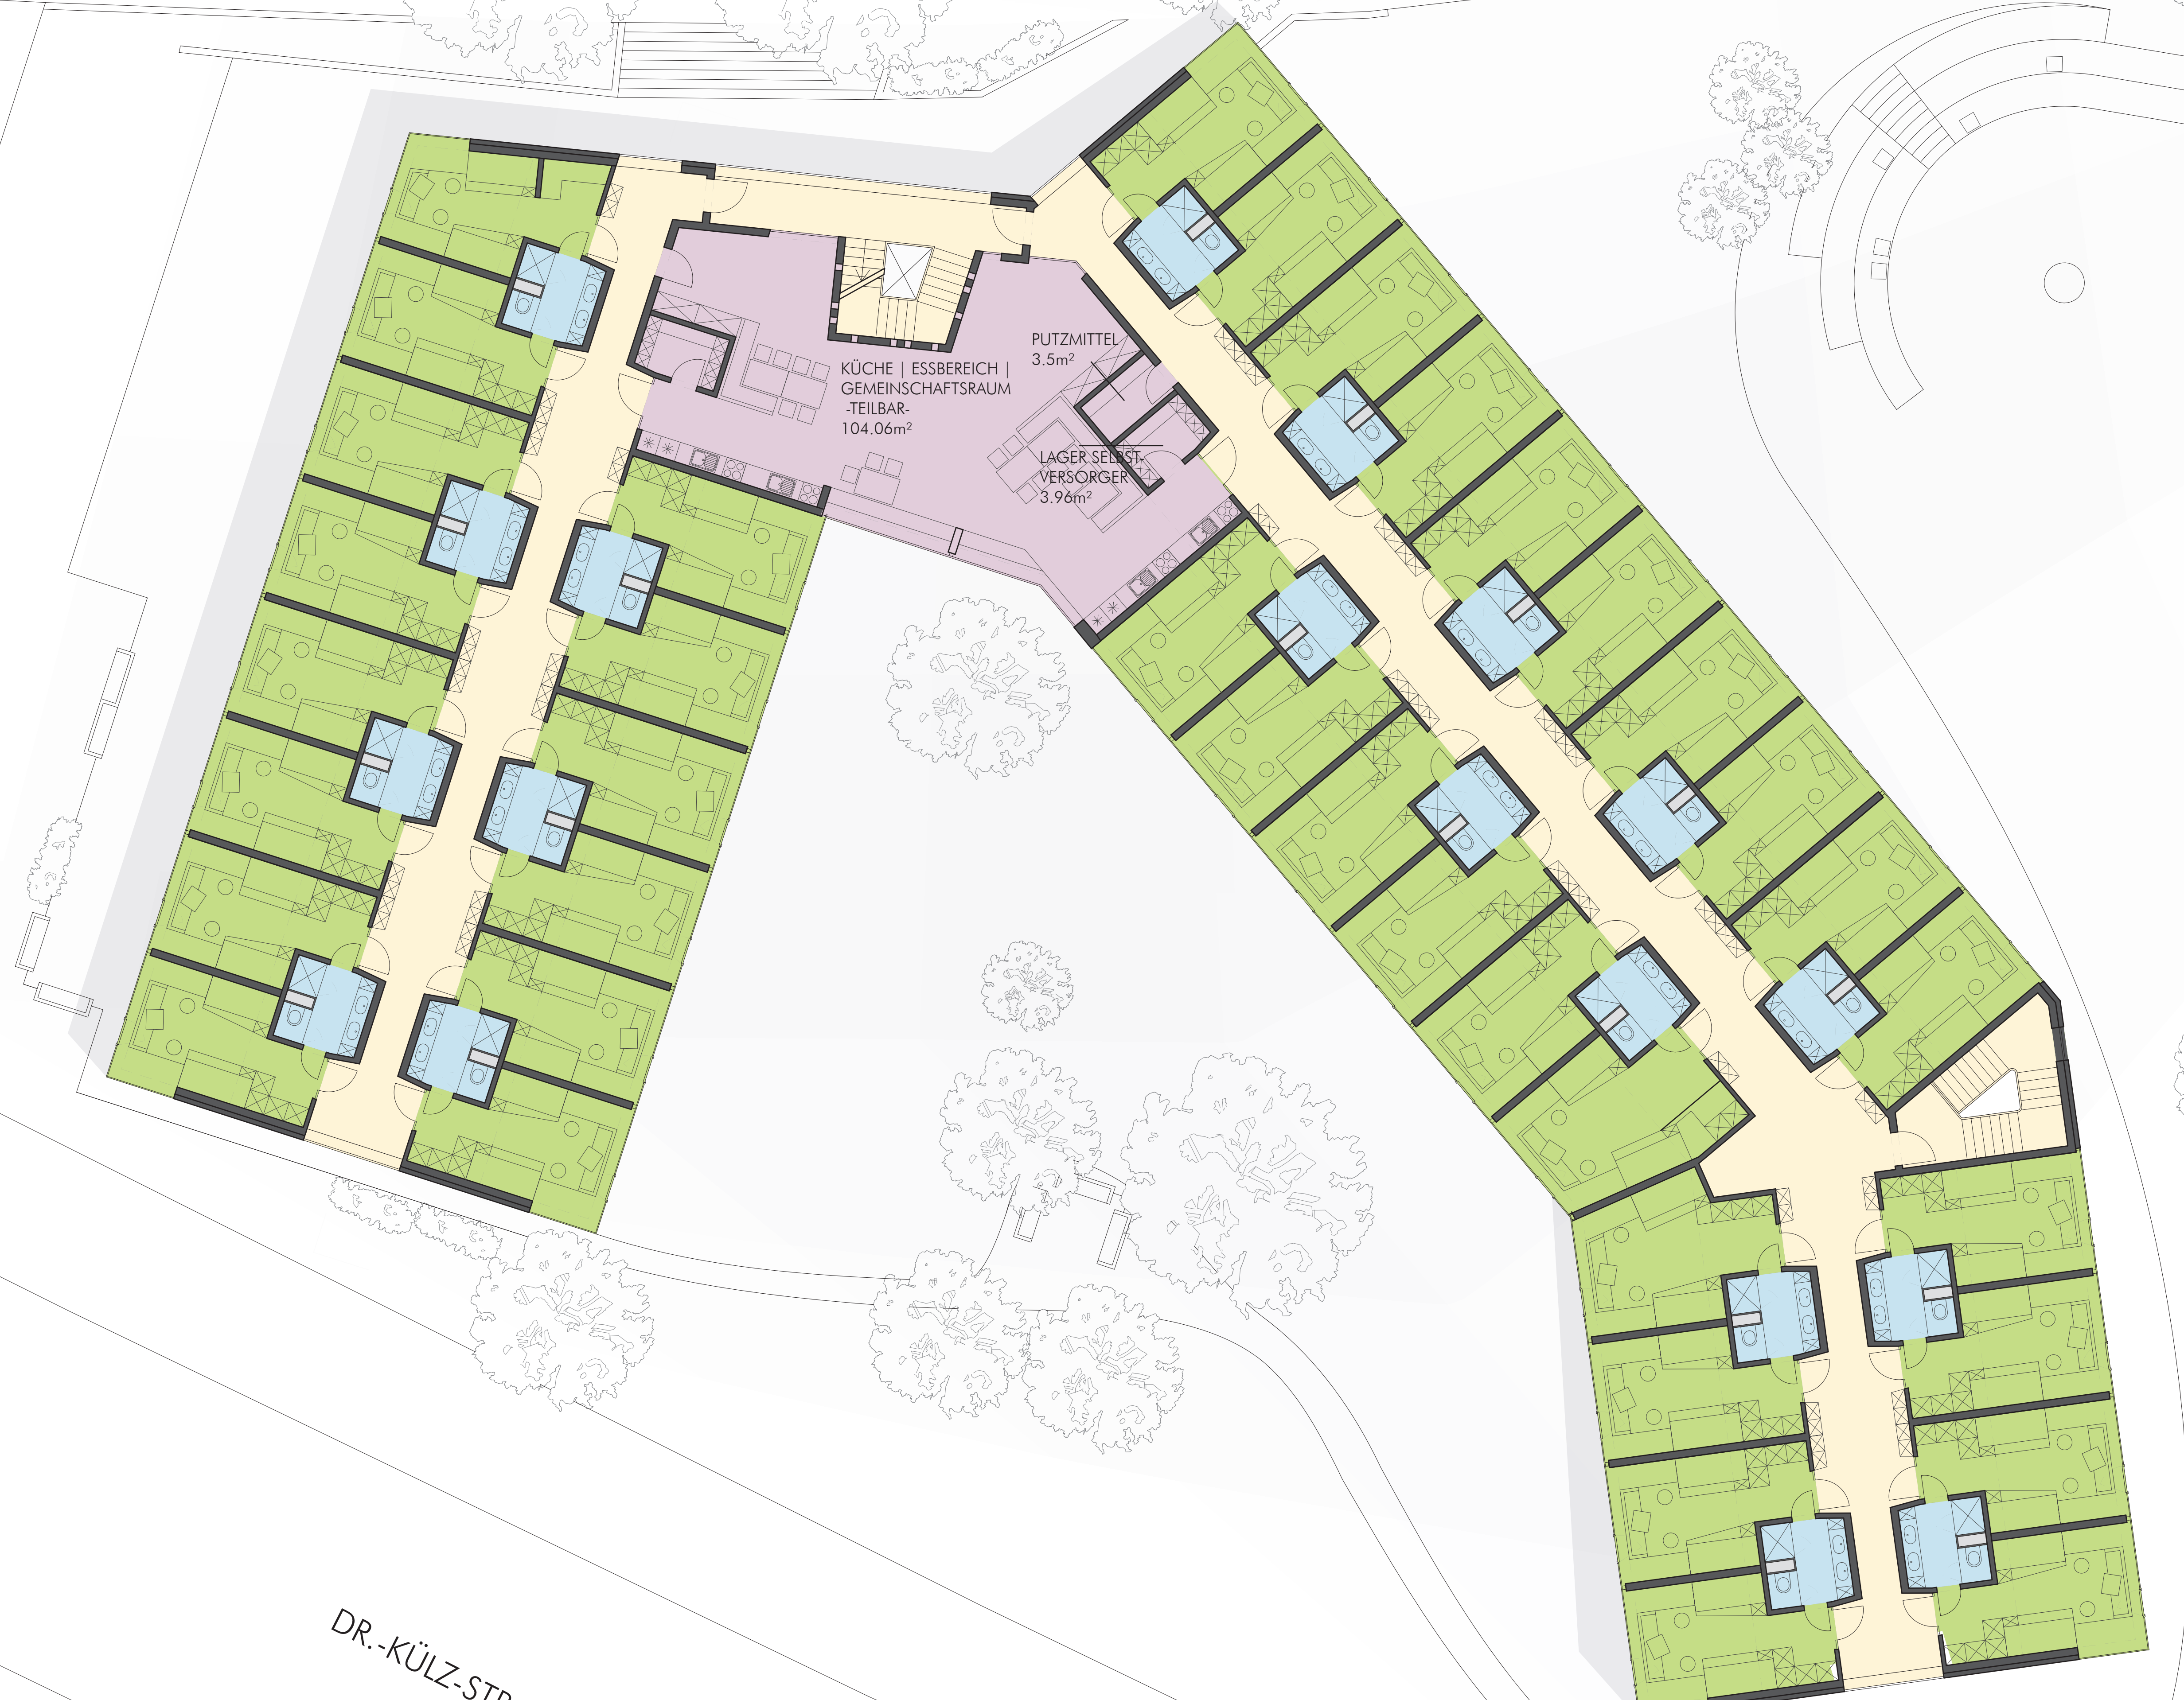 PUTZMITTEL
3.5m²
KÜCHE | ESSBEREICH |
GEMEINSCHAFTSRAUM
-TEILBAR-
104.06m²
LAGER SELBST-
VERSORGER
3.96m²
DR.-KÜLZ-STR